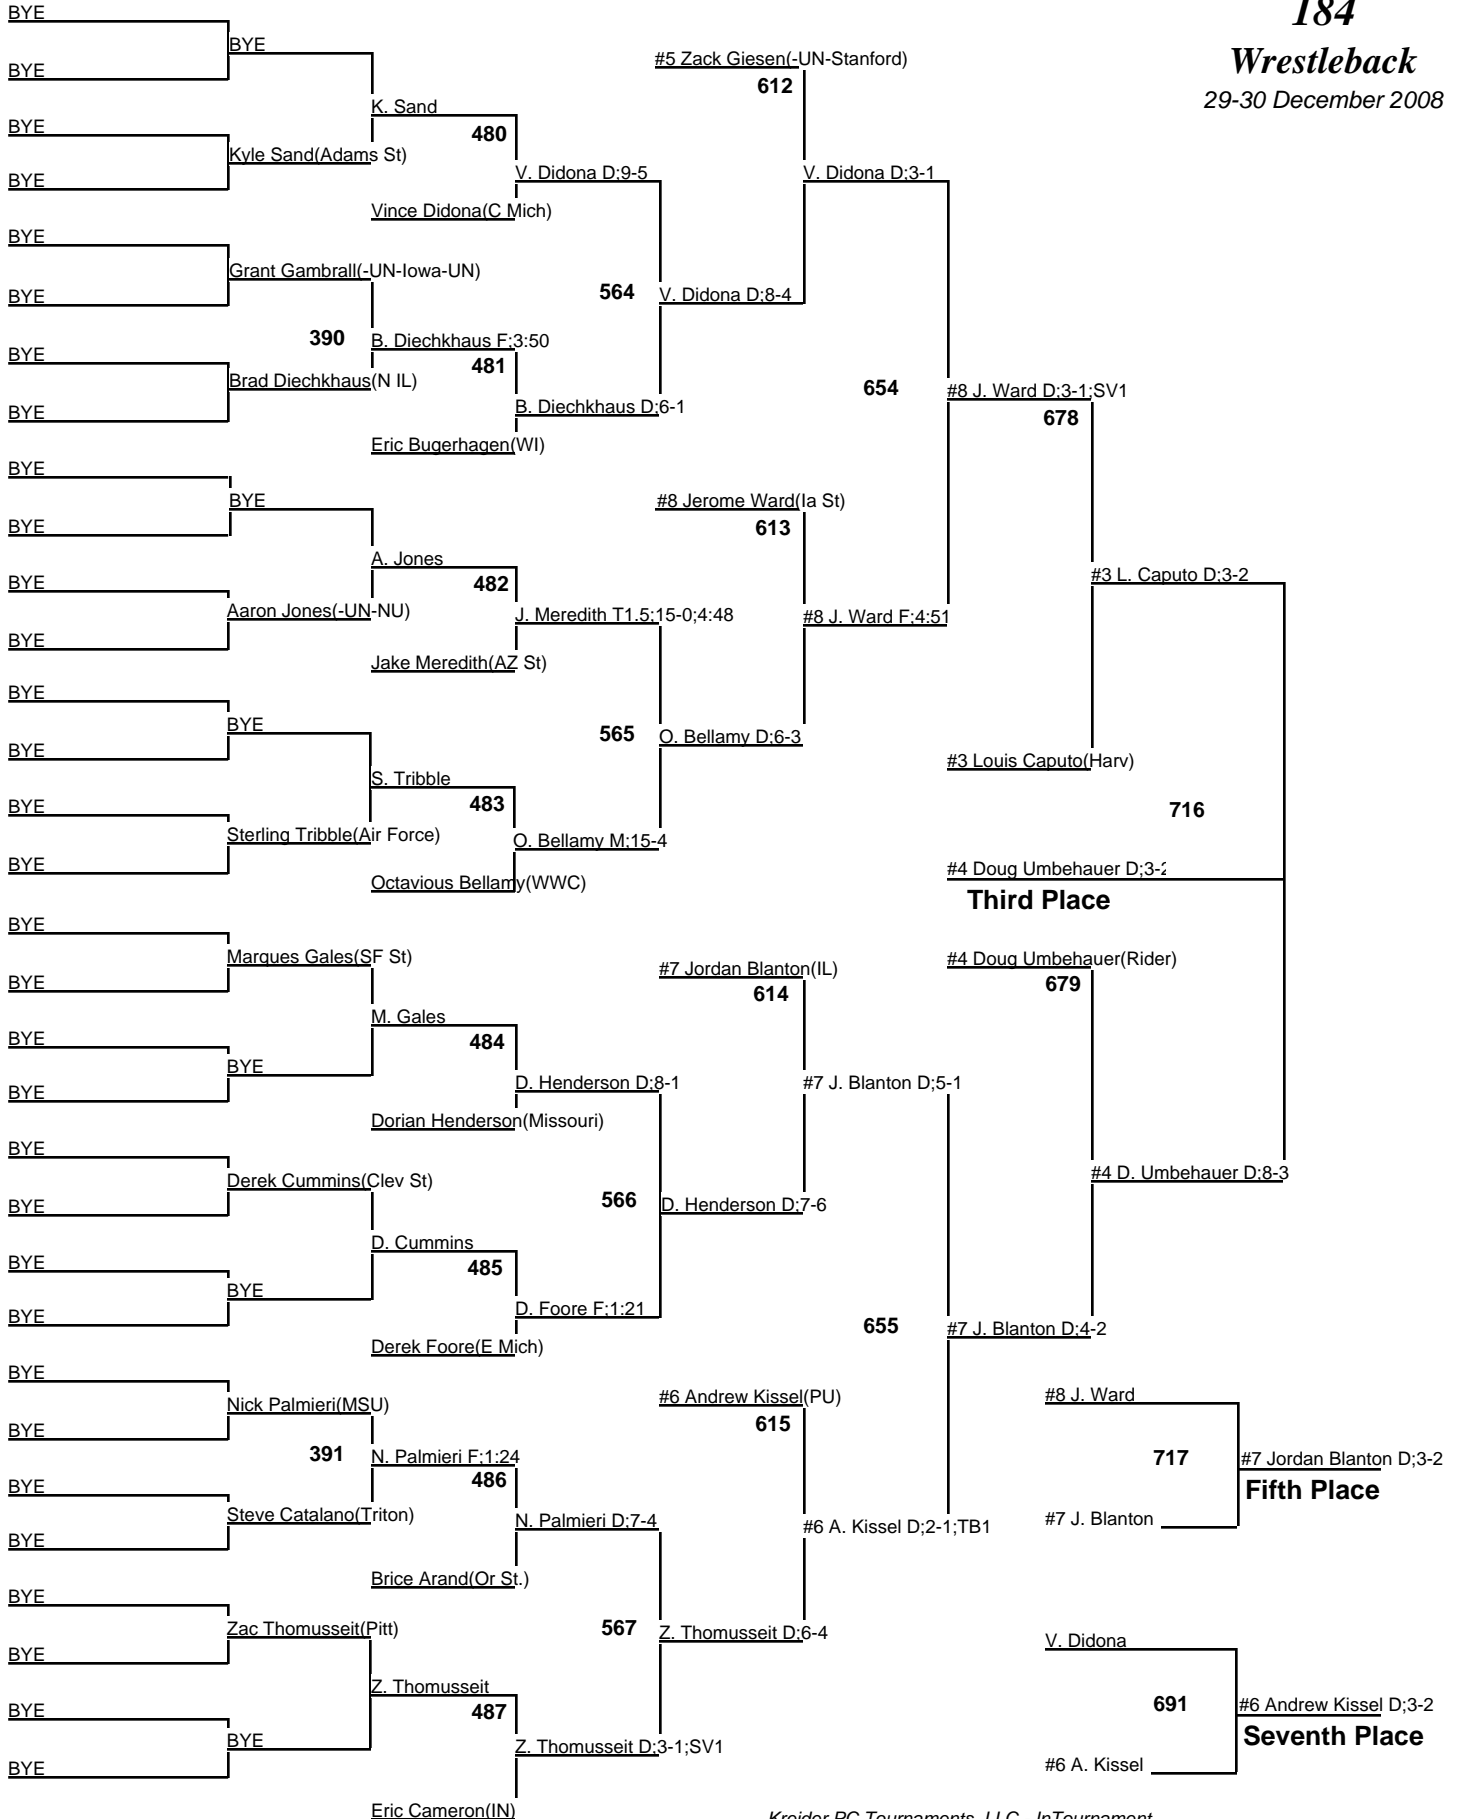 184
Wrestleback
29-30 December 2008
BYE
BYE
BYE
K. Sand
480
BYE
Kyle Sand(Adams St)
BYE
V. Didona D;9-5
Vince Didona(C Mich)
#5 Zack Giesen(-UN-Stanford)
612
V. Didona D;3-1
BYE
Grant Gambrall(-UN-Iowa-UN)
BYE
564
V. Didona D;8-4
390
B. Diechkhaus F;3:50
481
BYE
Brad Diechkhaus(N IL)
BYE
B. Diechkhaus D;6-1
Eric Bugerhagen(WI)
654
#8 J. Ward D;3-1;SV1
678
BYE
BYE
BYE
#8 Jerome Ward(Ia St)
613
A. Jones
482
BYE
Aaron Jones(-UN-NU)
BYE
J. Meredith T1.5;15-0;4:48
#8 J. Ward F;4:51
Jake Meredith(AZ St)
#3 L. Caputo D;3-2
BYE
BYE
BYE
565
O. Bellamy D;6-3
#3 Louis Caputo(Harv)
S. Tribble
483
BYE
Sterling Tribble(Air Force)
BYE
O. Bellamy M;15-4
Octavious Bellamy(WWC)
716
#4 Doug Umbehauer D;3-2
Third Place
BYE
Marques Gales(SF St)
BYE
#7 Jordan Blanton(IL)
614
#4 Doug Umbehauer(Rider)
679
M. Gales
484
BYE
BYE
BYE
D. Henderson D;8-1
#7 J. Blanton D;5-1
Dorian Henderson(Missouri)
BYE
Derek Cummins(Clev St)
BYE
566
D. Henderson D;7-6
#4 D. Umbehauer D;8-3
D. Cummins
485
BYE
BYE
BYE
D. Foore F;1:21
Derek Foore(E Mich)
655
#7 J. Blanton D;4-2
BYE
Nick Palmieri(MSU)
BYE
#6 Andrew Kissel(PU)
615
#8 J. Ward
391
N. Palmieri F;1:24
486
717
#7 Jordan Blanton D;3-2
Fifth Place
BYE
Steve Catalano(Triton)
BYE
N. Palmieri D;7-4
#6 A. Kissel D;2-1;TB1
#7 J. Blanton
Brice Arand(Or St.)
BYE
Zac Thomusseit(Pitt)
BYE
567
Z. Thomusseit D;6-4
V. Didona
Z. Thomusseit
487
691
#6 Andrew Kissel D;3-2
Seventh Place
BYE
BYE
BYE
Z. Thomusseit D;3-1;SV1
#6 A. Kissel
Eric Cameron(IN)